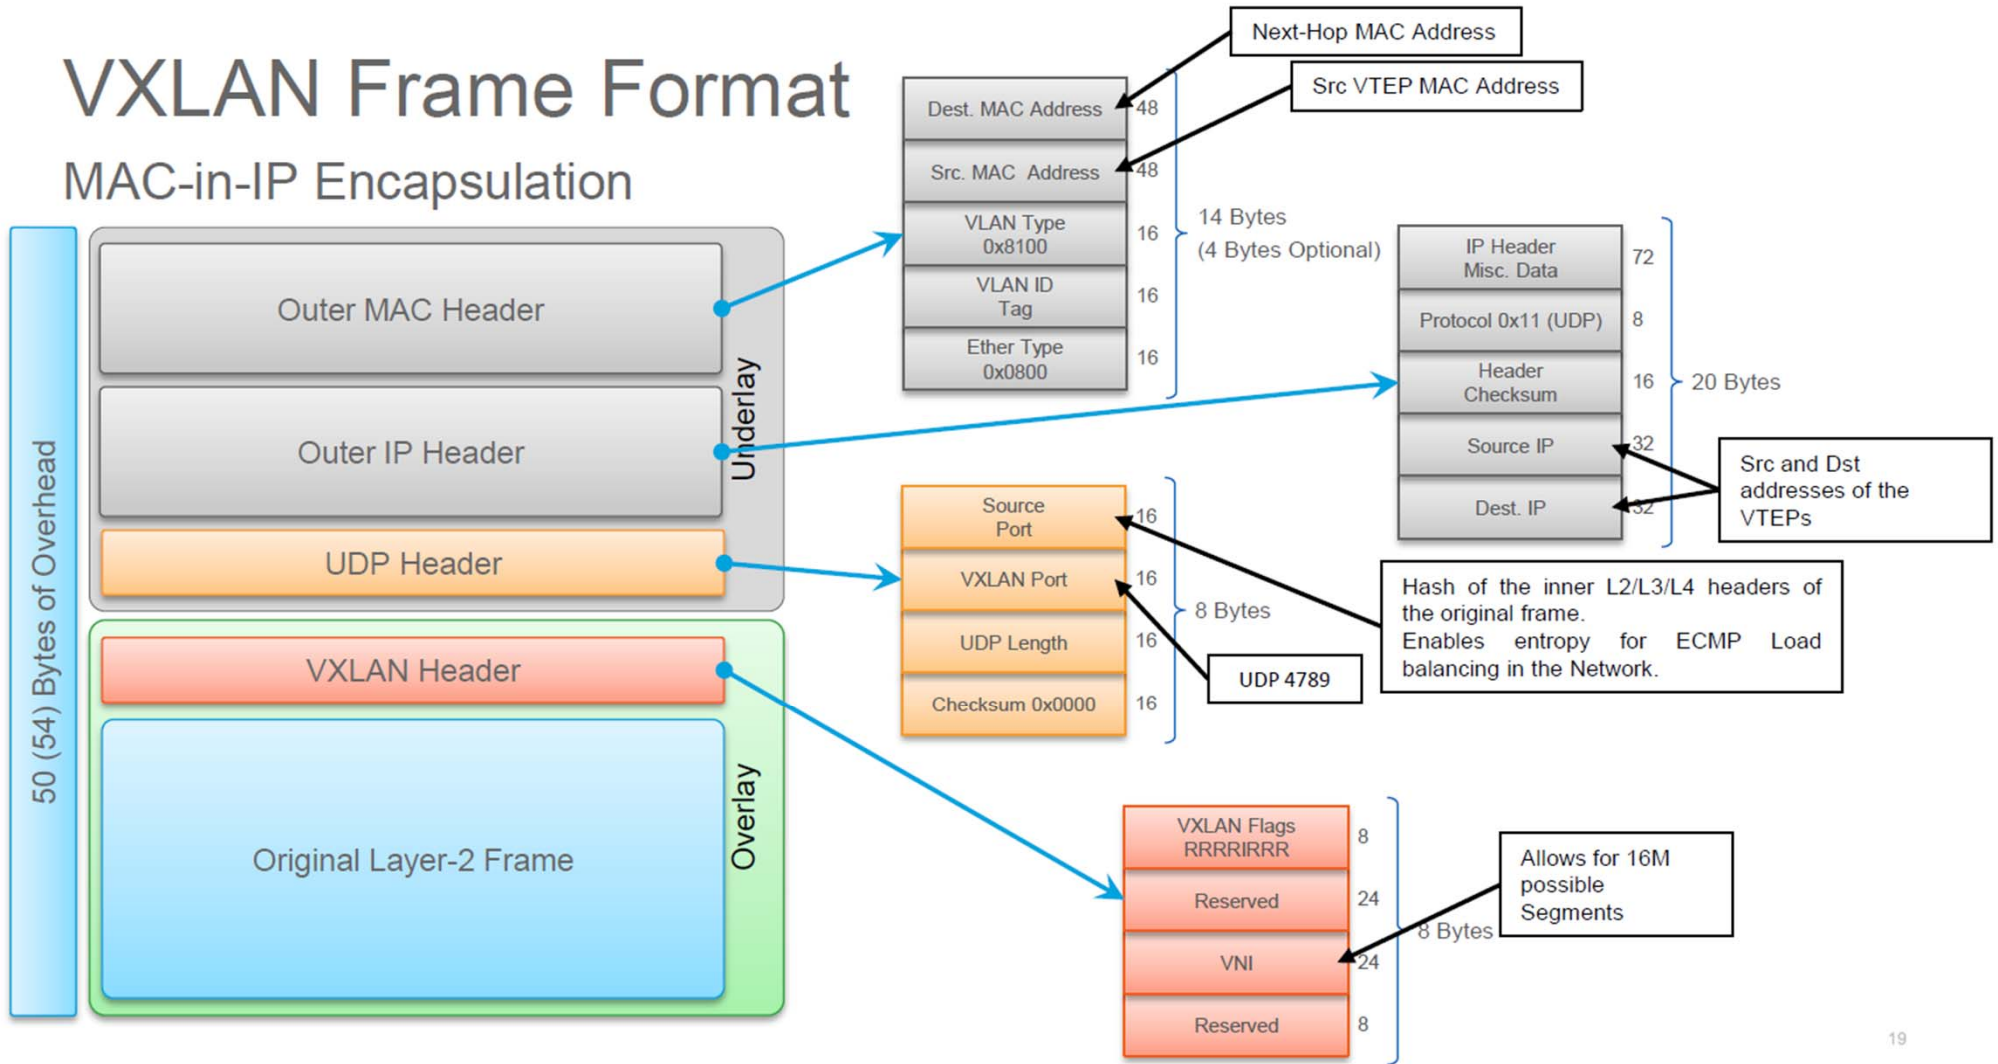 VXLAN Frame Format
MAC-in-IP Encapsulation
50 (54) Bytes of Overhead
Outer MAC Header
Outer IP Header
UDP Header
Underlay
VXLAN Header
Original Layer-2 Frame
Overlay
Next-Hop MAC Address
Src VTEP MAC Address
Dest. MAC Address
48
Src. MAC Address
48
VLAN Type
0x8100
16
VLAN ID
Tag
16
Ether Type
0x0800
16
14 Bytes
(4 Bytes Optional)
IP Header
Misc. Data
72
Protocol 0x11 (UDP)
8
Header
Checksum
16
Source IP
32
Dest. IP
32
20 Bytes
Src and Dst
addresses of the
VTEPs
Source
Port
16
VXLAN Port
16
UDP Length
16
Checksum 0x0000
16
8 Bytes
UDP 4789
Hash of the inner L2/L3/L4 headers of
the original frame.
Enables entropy for ECMP Load
balancing in the Network.
VXLAN Flags
RRRRIRRR
8
Reserved
24
VNI
24
Reserved
8
8 Bytes
Allows for 16M
possible
Segments
19